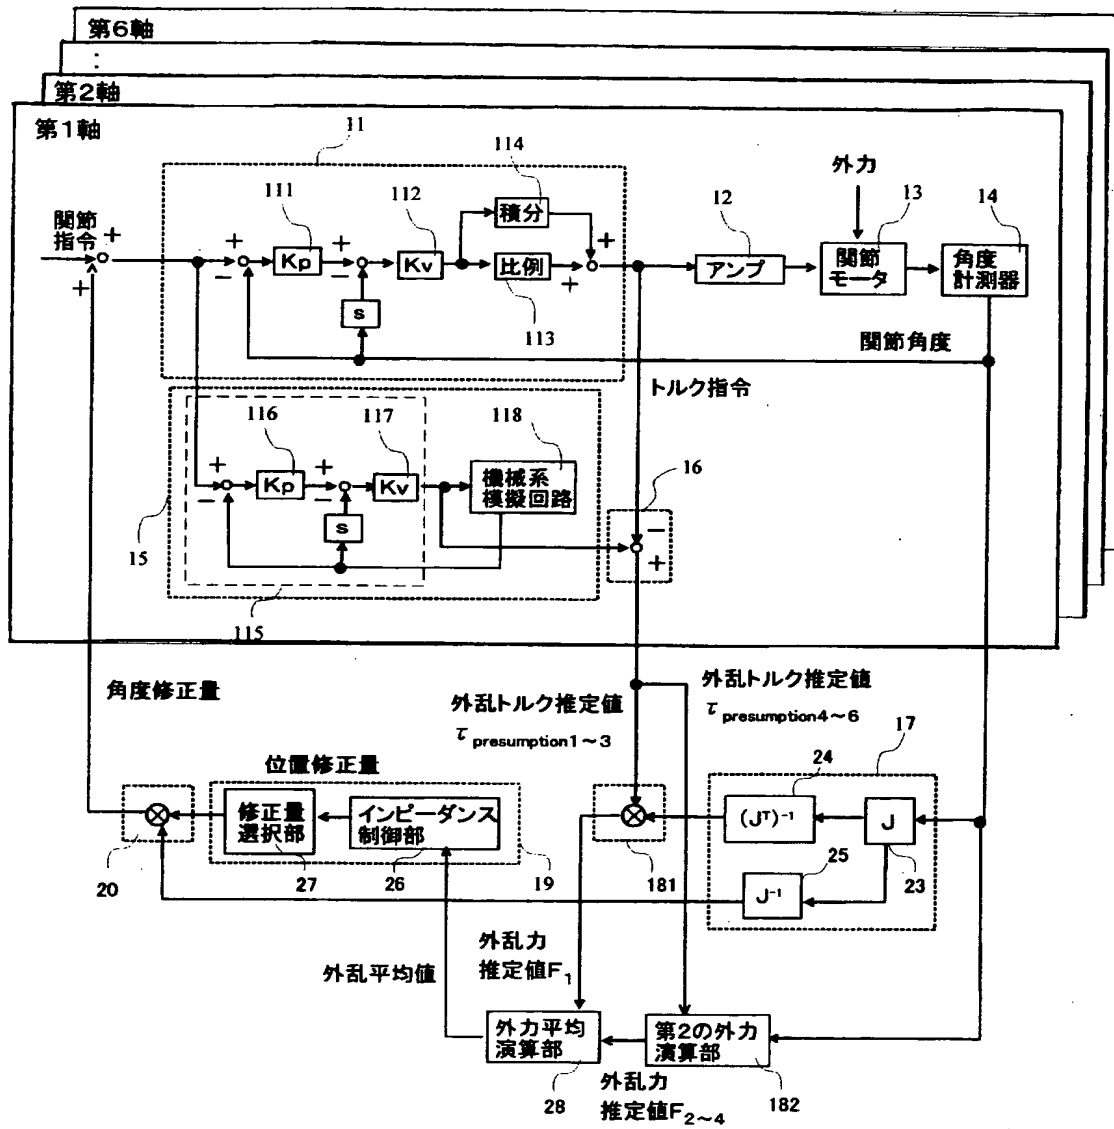 第6軸
:
第2軸
第1軸
11
114
外力
111
112
積分
12
13
14
関節
指令
+
+
+
+
+
Kp
Kv
比例
アンプ
関節
モータ
角度
計測器
+
−
−
s
113
関節角度
トルク指令
116
117
118
16
+
+
Kp
Kv
機械系
模擬回路
−
−
−
s
+
15
115
角度修正量
外乱トルク推定値
τ presumption1～3
外乱トルク推定値
τ presumption4～6
17
位置修正量
24
修正量
選択部
インピーダンス
制御部
(J^T)^-1
J
25
20
27
26
19
181
23
J^-1
外乱力
推定値F1
外乱平均値
外力平均
演算部
第2の外力
演算部
28
外乱力
推定値F2～4
182